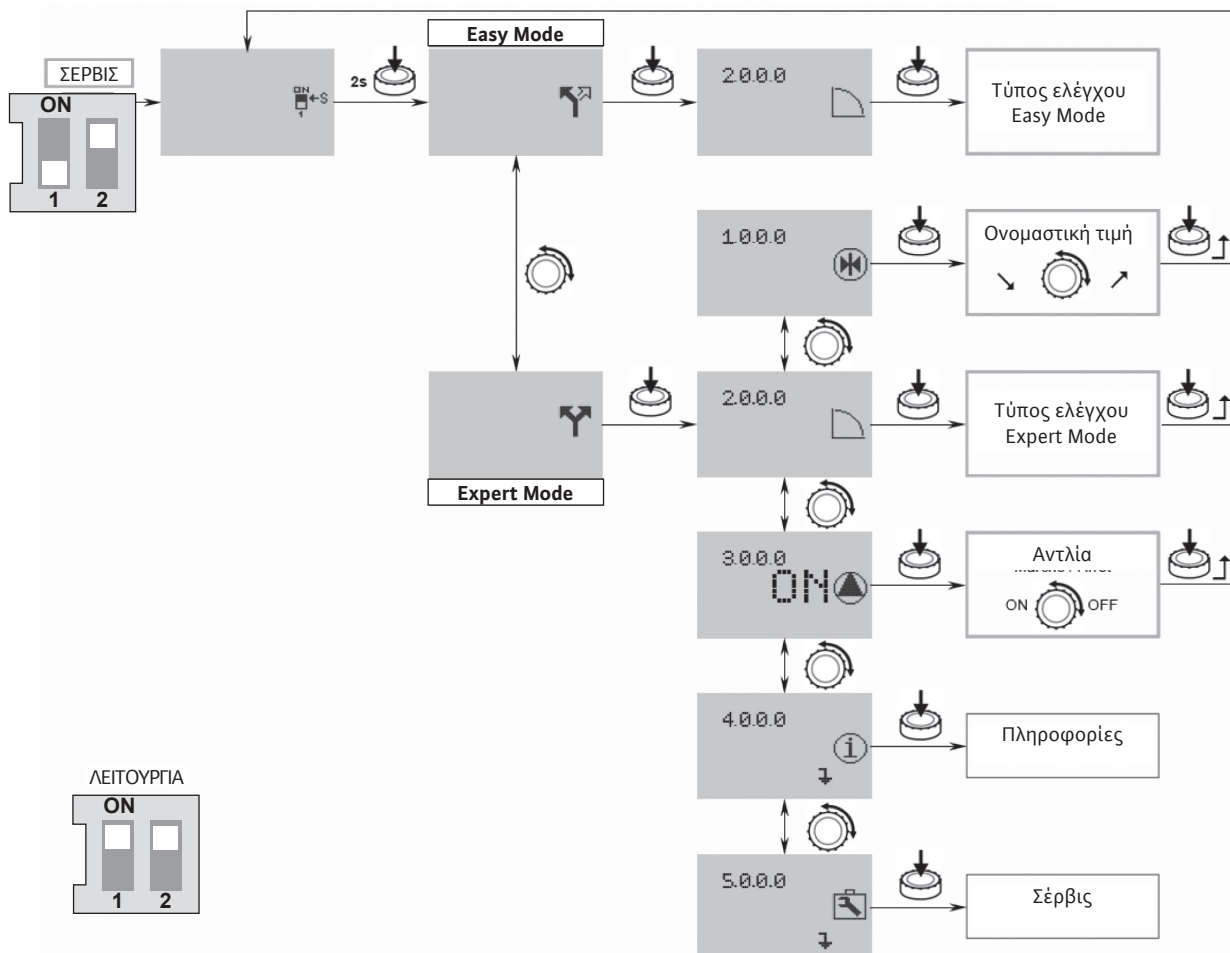 Easy Mode
ΣΕΡΒΙΣ
ON
1 2
ON
←S
1
2s
2.0.0.0
Τύπος ελέγχου
Easy Mode
1.0.0.0
Ονομαστική τιμή
Expert Mode
2.0.0.0
Τύπος ελέγχου
Expert Mode
3.0.0.0
ON
Αντλία
ON OFF
4.0.0.0
Πληροφορίες
ΛΕΙΤΟΥΡΓΙΑ
ON
1 2
5.0.0.0
Σέρβις